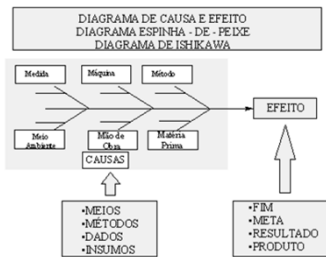 DIAGRAMA DE CAUSA E EFEITO
DIAGRAMA ESPINHA - DE - PEIXE
DIAGRAMA DE ISHIKAWA
Medida
Máquina
Método
EFEITO
Meio
Ambiente
Mão de
Obra
Matéria
Prima
CAUSAS
•MEIOS
•MÉTODOS
•DADOS
•INSUMOS
•FIM
•META
•RESULTADO
•PRODUTO